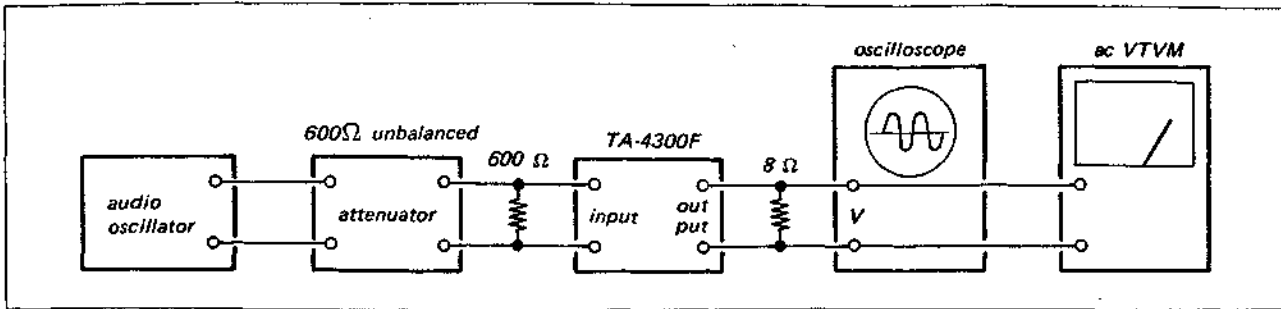 oscilloscope
ac VTVM
600Ω unbalanced
600 Ω
TA-4300F
8 Ω
audio
oscillator
attenuator
input
out
put
V